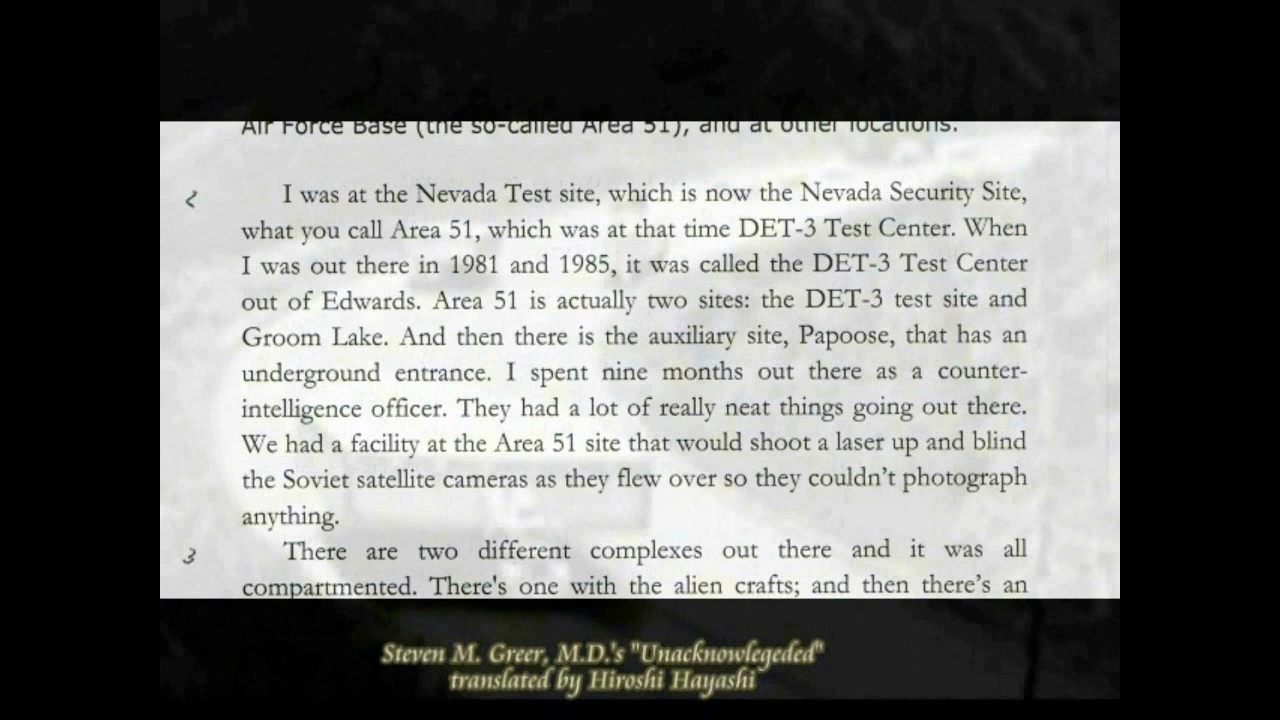 Air Force Base (the so-called Area 51), and at other locations.
2
I was at the Nevada Test site, which is now the Nevada Security Site,
what you call Area 51, which was at that time DET-3 Test Center. When
I was out there in 1981 and 1985, it was called the DET-3 Test Center
out of Edwards. Area 51 is actually two sites: the DET-3 test site and
Groom Lake. And then there is the auxiliary site, Papoose, that has an
underground entrance. I spent nine months out there as a counter-
intelligence officer. They had a lot of really neat things going out there.
We had a facility at the Area 51 site that would shoot a laser up and blind
the Soviet satellite cameras as they flew over so they couldn't photograph
anything.
3
There are two different complexes out there and it was all
compartmented. There's one with the alien crafts; and then there's an
Steven M. Greer, M.D.'s "Unacknowlegeded"
translated by Hiroshi Hayashi